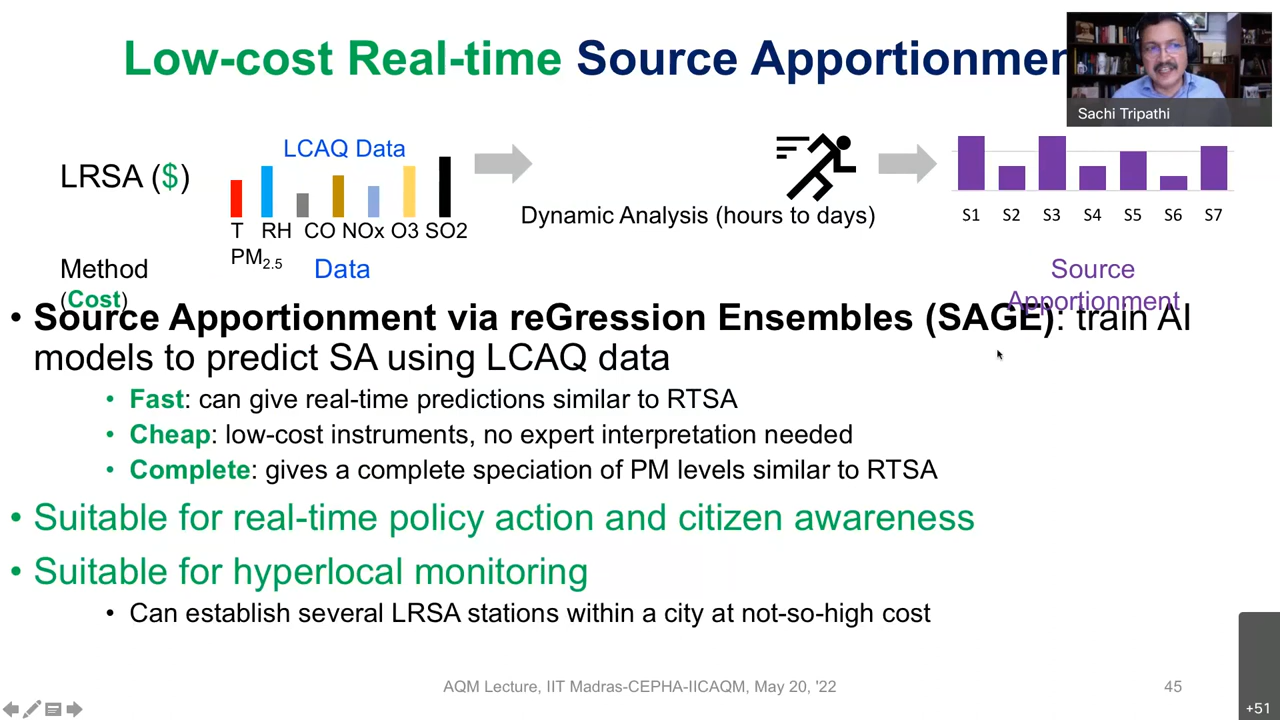 Low-cost Real-time Source Apportionmen
Sachi Tripathi
LRSA ($)
LCAQ Data
T RH CO NOx O3 SO2
PM2.5
Dynamic Analysis (hours to days)
S1 S2 S3 S4 S5 S6 S7
Method
(Cost)
Data
Source
Apportionment
• Source Apportionment via reGression Ensembles (SAGE): train AI
models to predict SA using LCAQ data
• Fast: can give real-time predictions similar to RTSA
• Cheap: low-cost instruments, no expert interpretation needed
• Complete: gives a complete speciation of PM levels similar to RTSA
• Suitable for real-time policy action and citizen awareness
• Suitable for hyperlocal monitoring
• Can establish several LRSA stations within a city at not-so-high cost
AQM Lecture, IIT Madras-CEPHA-IICAQM, May 20, '22
45
+51